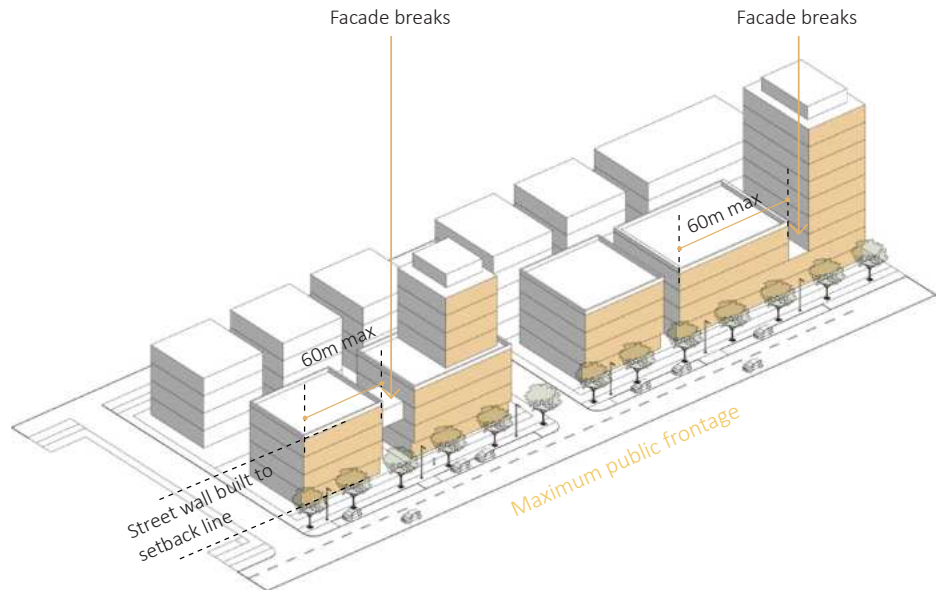 Facade breaks
Facade breaks
60m max
60m max
Maximum public frontage
Street wall built to
setback line